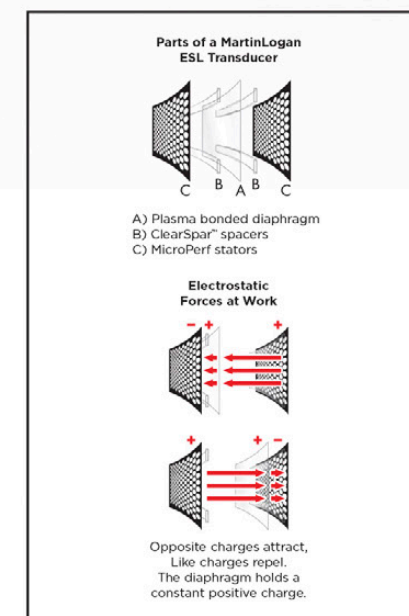 Parts of a MartinLogan
ESL Transducer
C B A B C
A) Plasma bonded diaphragm
B) ClearSpar™ spacers
C) MicroPerf stators
Electrostatic
Forces at Work
− + +
+ + −
Opposite charges attract,
Like charges repel.
The diaphragm holds a
constant positive charge.